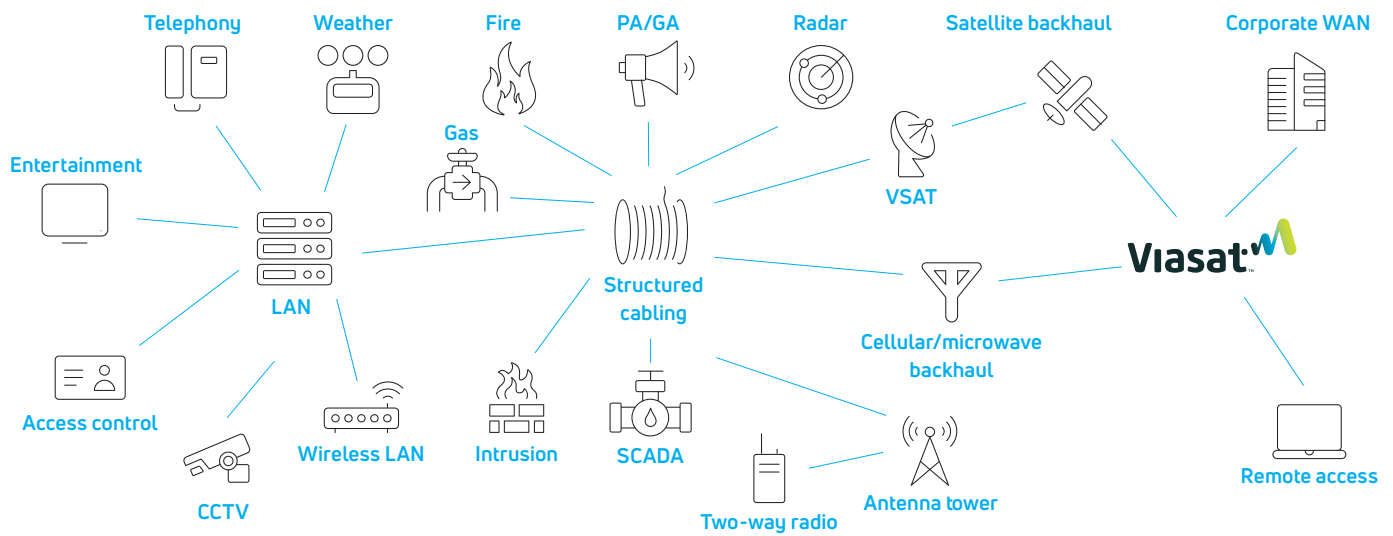 Telephony
Weather
Fire
PA/GA
Radar
Satellite backhaul
Corporate WAN
Gas
Entertainment
VSAT
Viasat™
LAN
Structured
cabling
Cellular/microwave
backhaul
Access control
Wireless LAN
Intrusion
SCADA
CCTV
Two-way radio
Antenna tower
Remote access